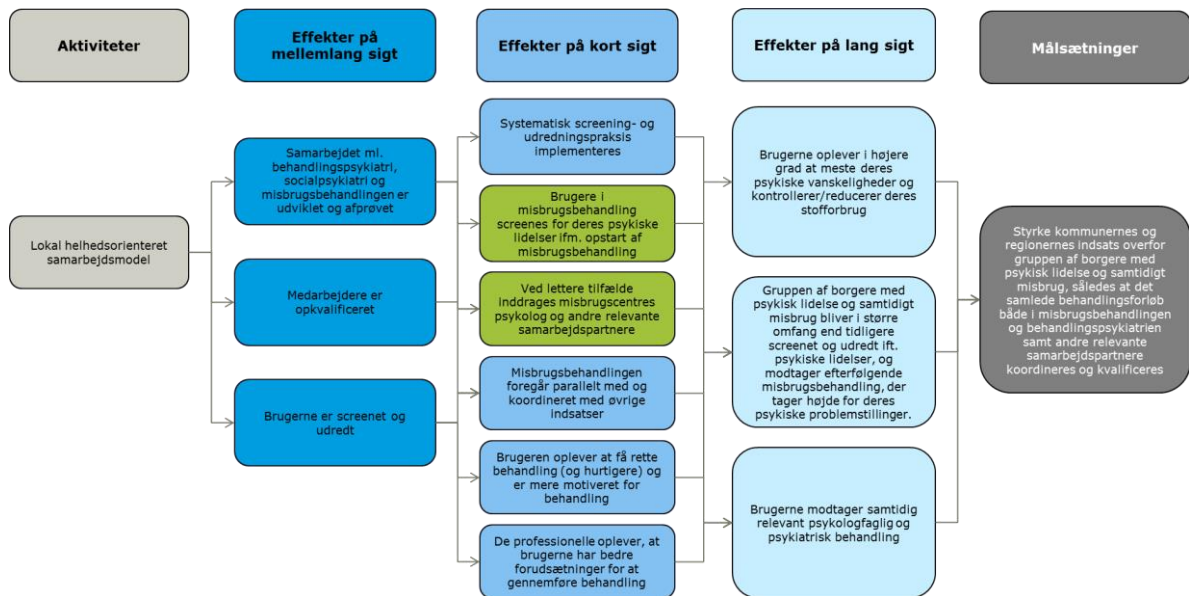 Aktiviteter
Effekter på
mellemlang sigt
Effekter på kort sigt
Effekter på lang sigt
Målsætninger
Lokal helhedsorienteret
samarbejdsmodel
Samarbejdet ml.
behandlingspsykiatri,
socialpsykiatri og
misbrugsbehandlingen er
udviklet og afprøvet
Medarbejdere er
opkvalificeret
Brugerne er screenet og
udredt
Systematisk screening- og
udredningspraksis
implementeres
Brugere i
misbrugsbehandling
screenes for deres psykiske
lidelser ifm. opstart af
misbrugsbehandling
Ved lettere tilfælde
inddrages misbrugscentres
psykolog og andre relevante
samarbejdspartnere
Misbrugsbehandlingen
foregår parallelt med og
koordineret med øvrige
indsatser
Brugeren oplever at få rette
behandling (og hurtigere) og
er mere motiveret for
behandling
De professionelle oplever, at
brugerne har bedre
forudsætninger for at
gennemføre behandling
Brugerne oplever i højere
grad at meste deres
psykiske vanskeligheder og
kontrollerer/reducerer deres
stofforbrug
Gruppen af borgere med
psykisk lidelse og samtidigt
misbrug bliver i større
omfang end tidligere
screenet og udredt ift.
psykiske lidelser, og
modtager efterfølgende
misbrugsbehandling, der
tager højde for deres
psykiske problemstillinger.
Brugerne modtager samtidig
relevant psykologfaglig og
psykiatrisk behandling
Styrke kommunernes og
regionernes indsats overfor
gruppen af borgere med
psykisk lidelse og samtidigt
misbrug, således at det
samlede behandlingsforløb
både i misbrugsbehandlingen
og behandlingspsykiatrien
samt andre relevante
samarbejdspartnere
koordineres og kvalificeres